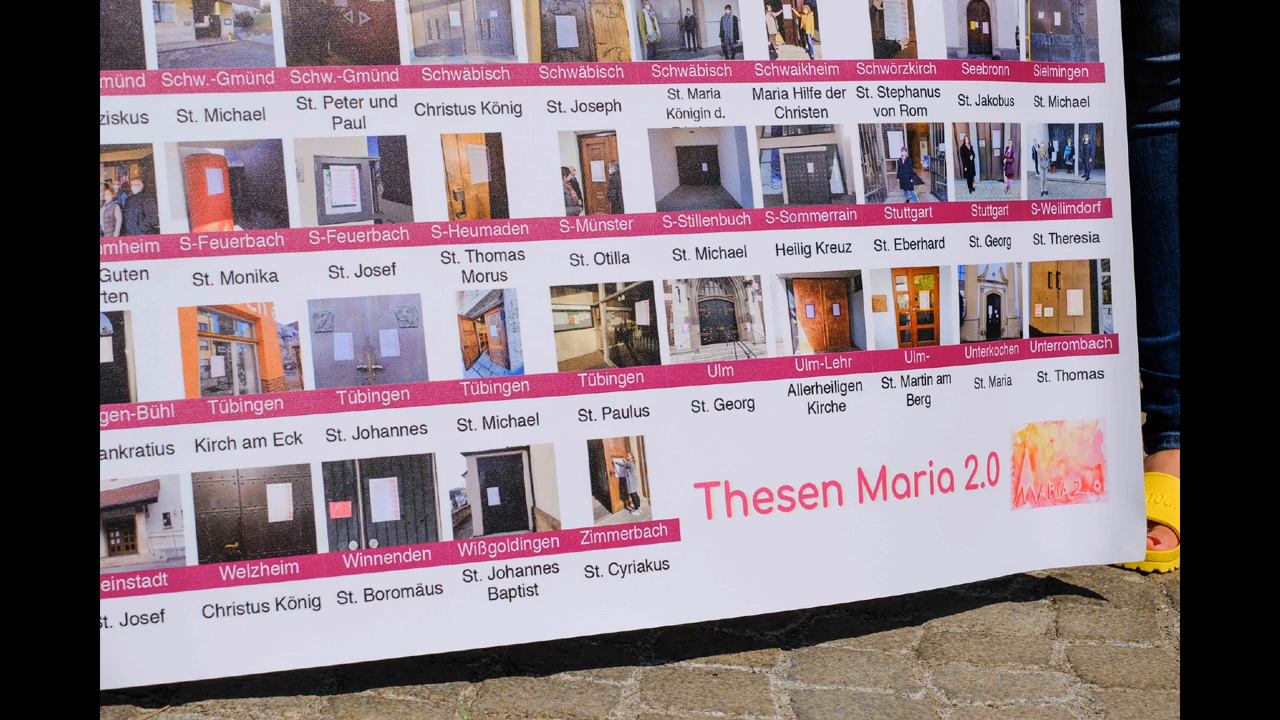 münd Schw.-Gmünd Schw.-Gmünd Schwäbisch Schwäbisch Schwäbisch Schwaikheim Schwörzkirch Seebronn Sielmingen
ziskus St. Michael St. Peter und Paul Christus König St. Joseph St. Maria Königin d. Maria Hilfe der Christen St. Stephanus von Rom St. Jakobus St. Michael
mheim S-Feuerbach S-Feuerbach S-Heumaden S-Münster S-Stillenbuch S-Sommerrain Stuttgart Stuttgart S-Weilimdorf
Guten rten St. Monika St. Josef St. Thomas Morus St. Otilla St. Michael Heilig Kreuz St. Eberhard St. Georg St. Theresia
gen-Bühl Tübingen Tübingen Tübingen Tübingen Ulm Ulm-Lehr Ulm- Unterkochen Unterrombach
ankratius Kirch am Eck St. Johannes St. Michael St. Paulus St. Georg Allerheiligen Kirche St. Martin am Berg St. Maria St. Thomas
einstadt Welzheim Winnenden Wißgoldingen Zimmerbach
St. Josef Christus König St. Boromäus St. Johannes Baptist St. Cyriakus
Thesen Maria 2.0
MARIA 2.0